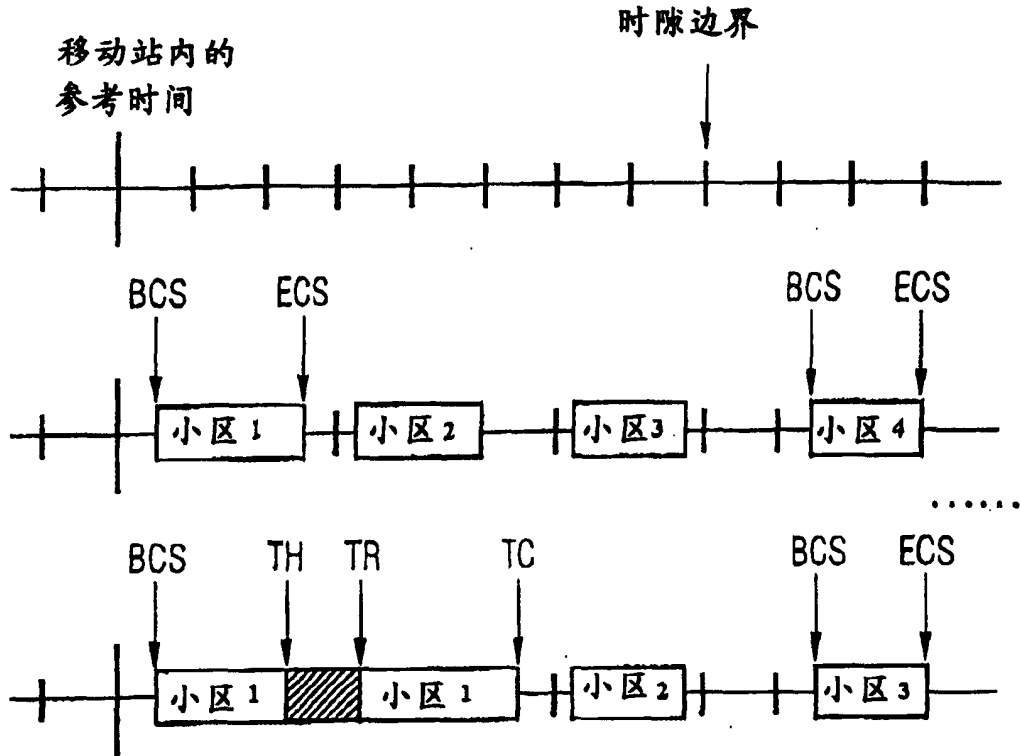 时隙边界
移动站内的
参考时间
BCS ECS BCS ECS
小区 1 小区 2 小区3 小区 4
······
BCS TH TR TC BCS ECS
小区 1 小区 1 小区2 小区 3